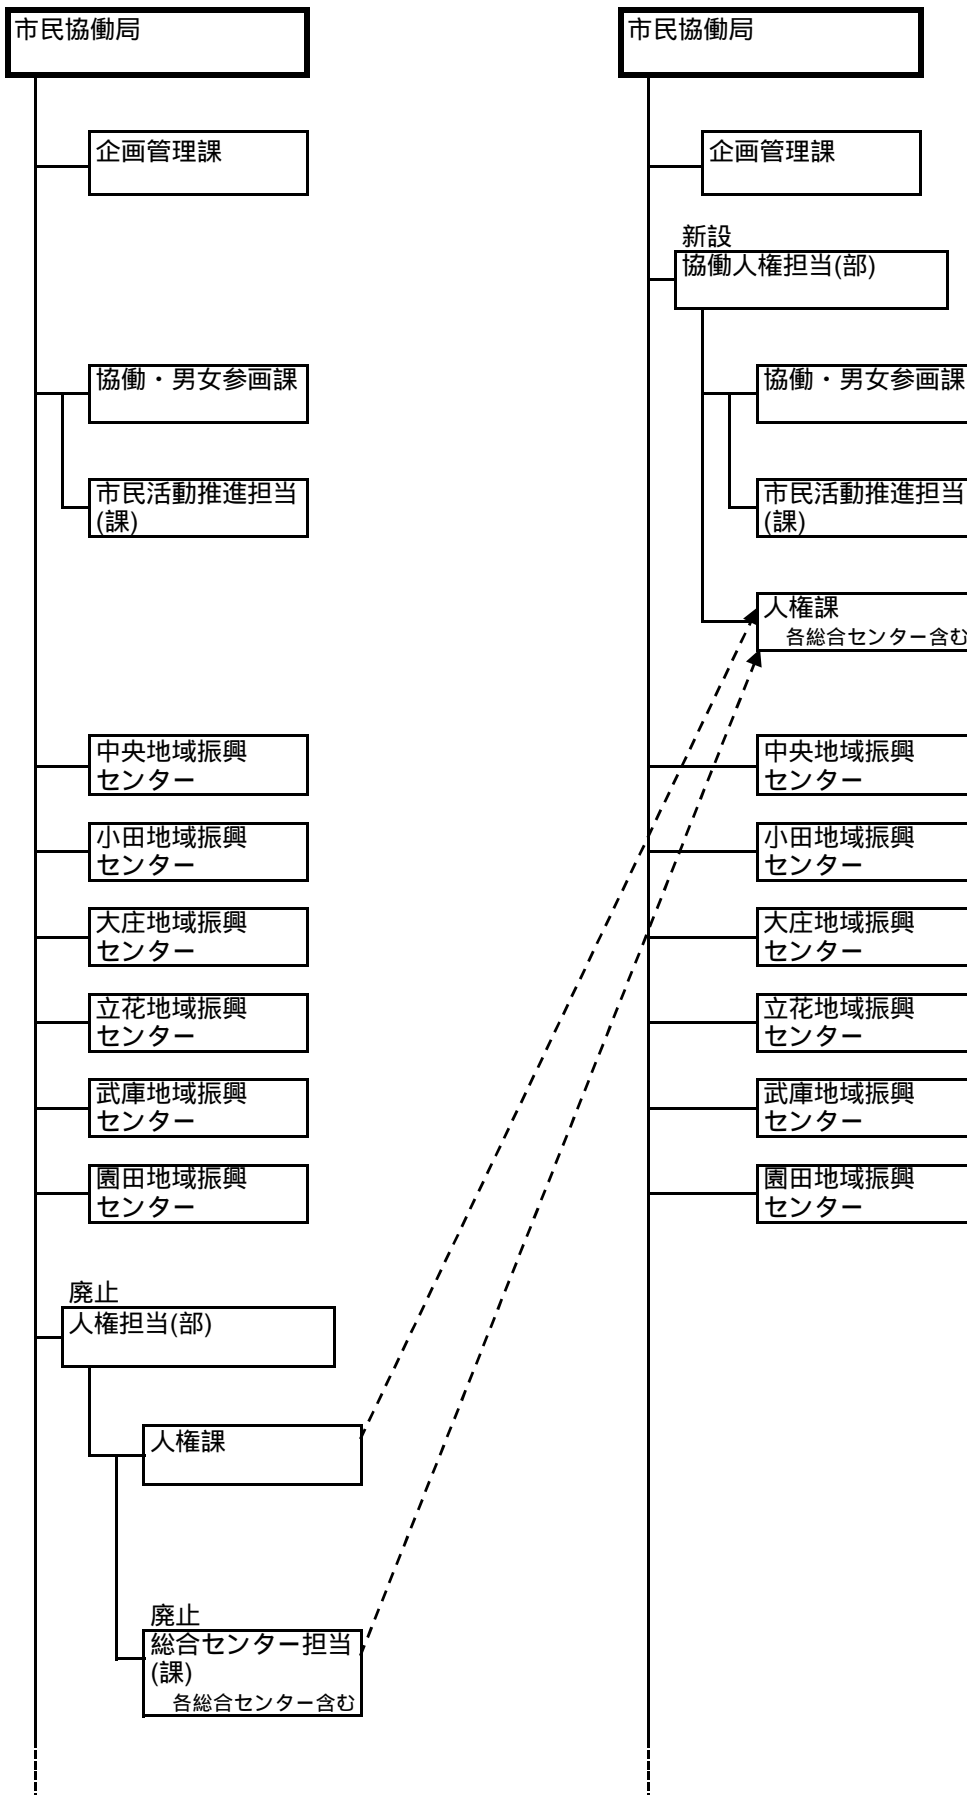 市民協働局
企画管理課
協働・男女参画課
市民活動推進担当
(課)
中央地域振興
センター
小田地域振興
センター
大庄地域振興
センター
立花地域振興
センター
武庫地域振興
センター
園田地域振興
センター
廃止
人権担当(部)
人権課
廃止
総合センター担当
(課)
各総合センター含む
市民協働局
企画管理課
新設
協働人権担当(部)
協働・男女参画課
市民活動推進担当
(課)
人権課
各総合センター含む
中央地域振興
センター
小田地域振興
センター
大庄地域振興
センター
立花地域振興
センター
武庫地域振興
センター
園田地域振興
センター